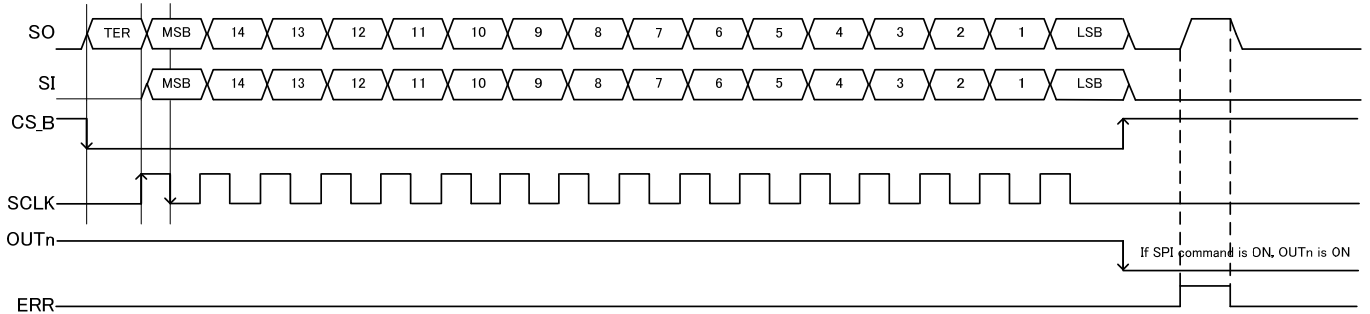 SO TER MSB 14 13 12 11 10 9 8 7 6 5 4 3 2 1 LSB
SI MSB 14 13 12 11 10 9 8 7 6 5 4 3 2 1 LSB
CS_B
SCLK
OUTn
If SPI command is ON, OUTn is ON
ERR